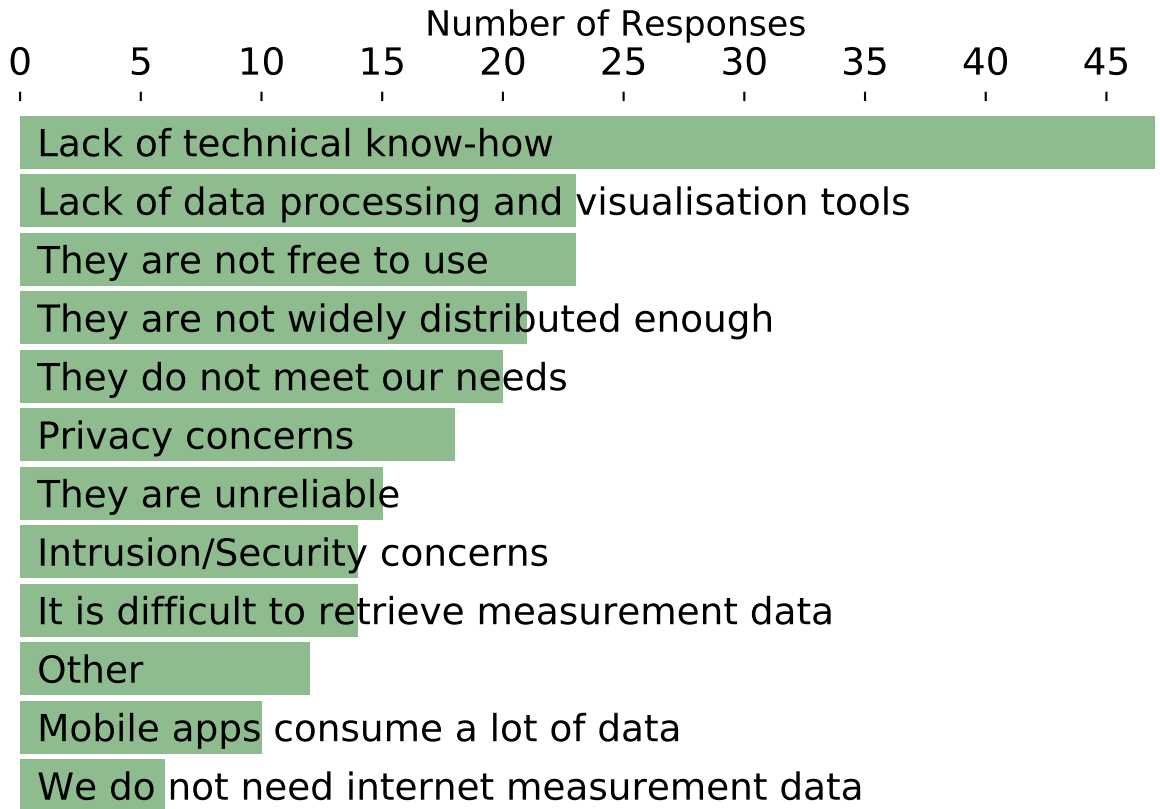 Number of Responses
0 5 10 15 20 25 30 35 40 45
Lack of technical know-how
Lack of data processing and visualisation tools
They are not free to use
They are not widely distributed enough
They do not meet our needs
Privacy concerns
They are unreliable
Intrusion/Security concerns
It is difficult to retrieve measurement data
Other
Mobile apps consume a lot of data
We do not need internet measurement data